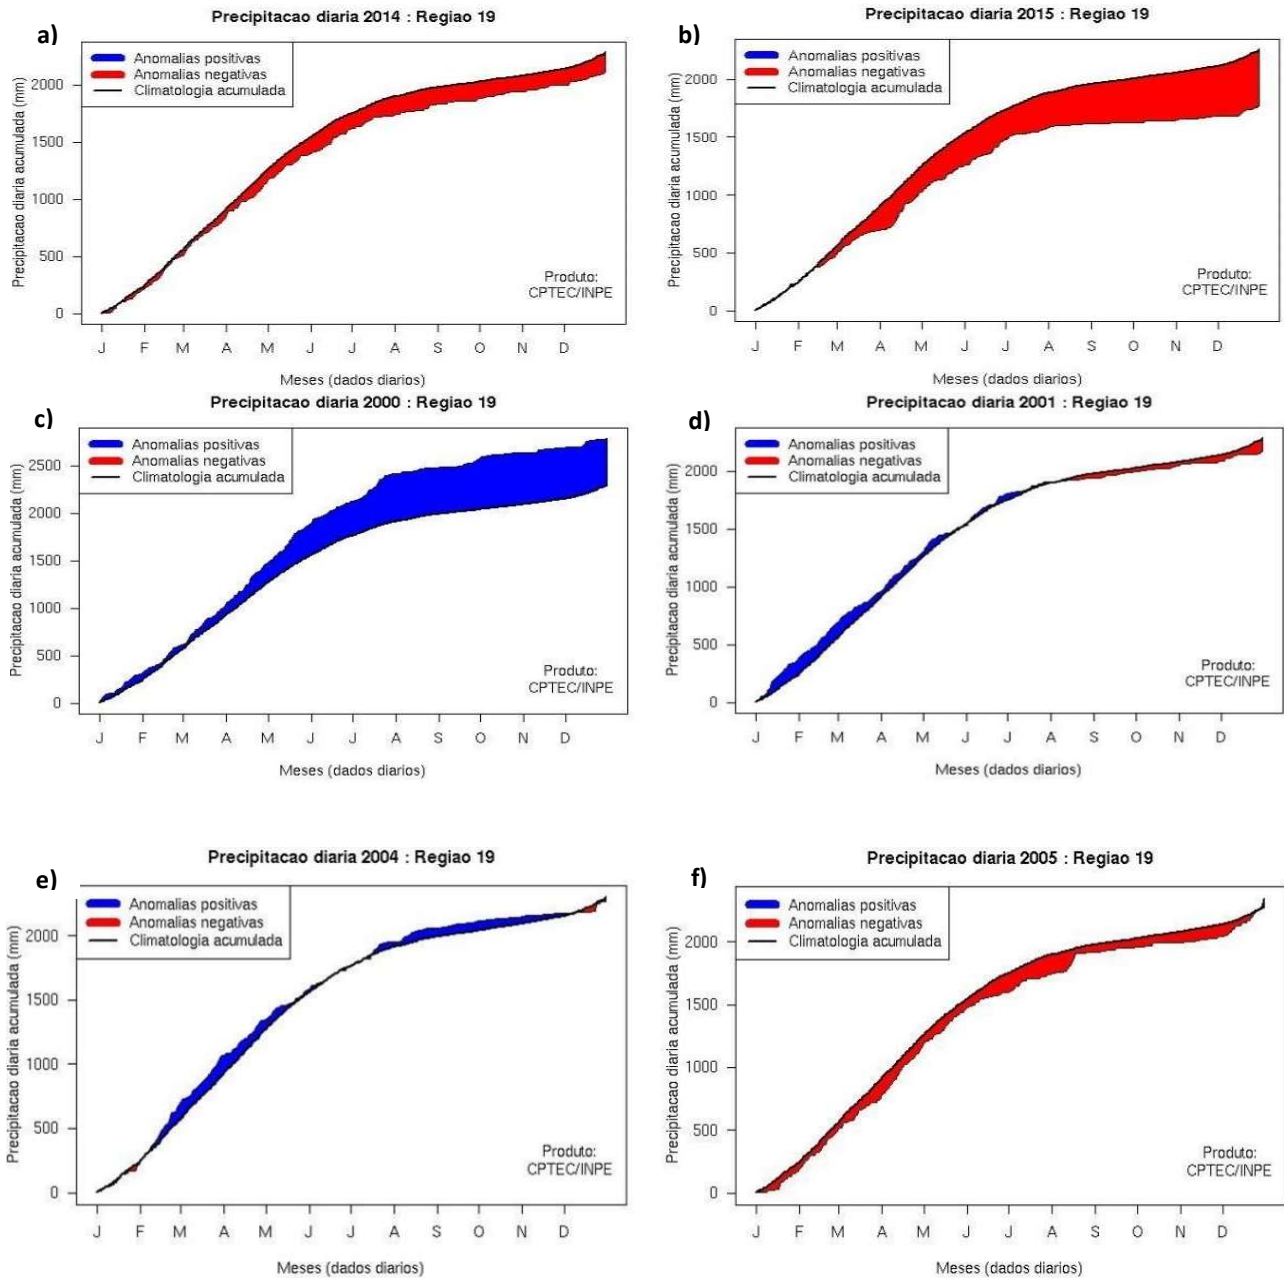 a)
Precipitacao diaria 2014 : Regiao 19
Anomalias positivas
Anomalias negativas
Climatologia acumulada
Precipitacao diaria acumulada (mm)
2000
1500
1000
500
0
Produto:
CPTEC/INPE
J F M A M J J A S O N D
Meses (dados diarios)
b)
Precipitacao diaria 2015 : Regiao 19
Anomalias positivas
Anomalias negativas
Climatologia acumulada
Precipitacao diaria acumulada (mm)
2000
1500
1000
500
0
Produto:
CPTEC/INPE
J F M A M J J A S O N D
Meses (dados diarios)
c)
Precipitacao diaria 2000 : Regiao 19
Anomalias positivas
Anomalias negativas
Climatologia acumulada
Precipitacao diaria acumulada (mm)
2500
2000
1500
1000
500
0
Produto:
CPTEC/INPE
J F M A M J J A S O N D
Meses (dados diarios)
d)
Precipitacao diaria 2001 : Regiao 19
Anomalias positivas
Anomalias negativas
Climatologia acumulada
Precipitacao diaria acumulada (mm)
2000
1500
1000
500
0
Produto:
CPTEC/INPE
J F M A M J J A S O N D
Meses (dados diarios)
e)
Precipitacao diaria 2004 : Regiao 19
Anomalias positivas
Anomalias negativas
Climatologia acumulada
Precipitacao diaria acumulada (mm)
2000
1500
1000
500
0
Produto:
CPTEC/INPE
J F M A M J J A S O N D
Meses (dados diarios)
f)
Precipitacao diaria 2005 : Regiao 19
Anomalias positivas
Anomalias negativas
Climatologia acumulada
Precipitacao diaria acumulada (mm)
2000
1500
1000
500
0
Produto:
CPTEC/INPE
J F M A M J J A S O N D
Meses (dados diarios)